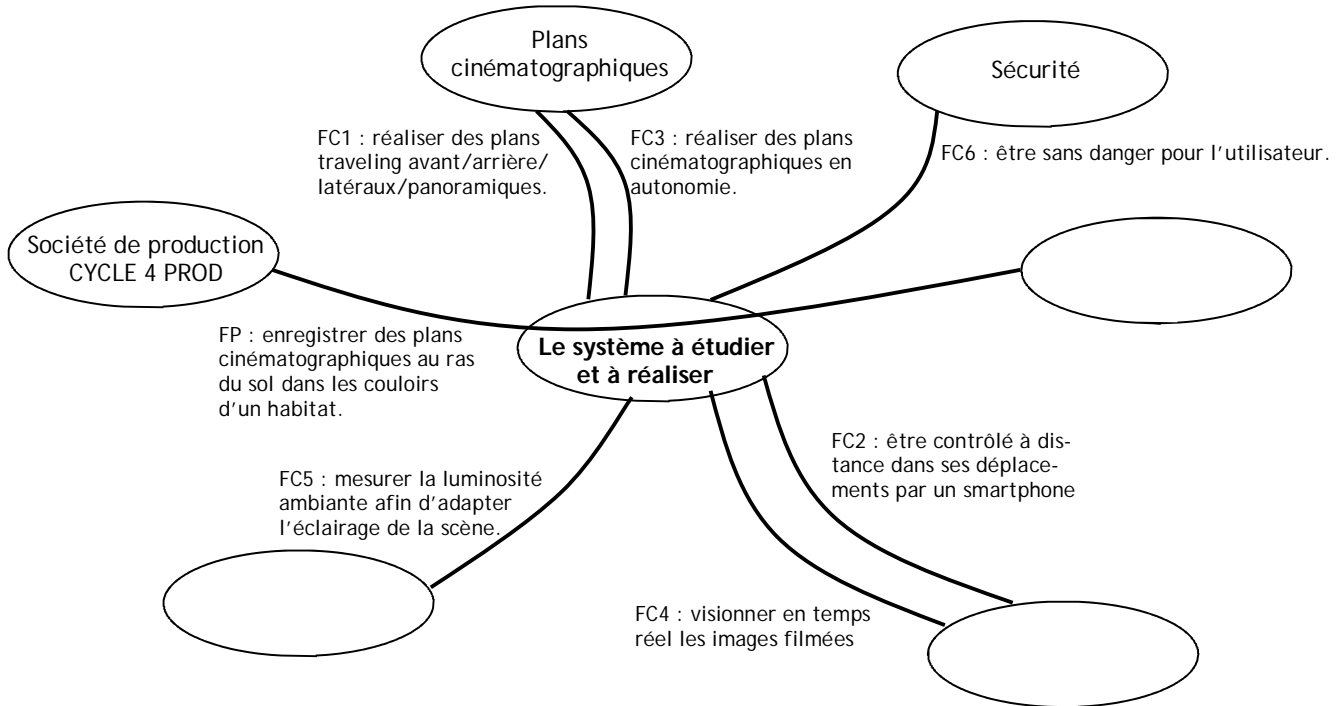 Plans
cinématographiques
Sécurité
FC1 : réaliser des plans
traveling avant/arrière/
latéraux/panoramiques.
FC3 : réaliser des plans
cinématographiques en
autonomie.
FC6 : être sans danger pour l'utilisateur.
Société de production
CYCLE 4 PROD
FP : enregistrer des plans
cinématographiques au ras
du sol dans les couloirs
d'un habitat.
Le système à étudier
et à réaliser
FC2 : être contrôlé à dis-
tance dans ses déplace-
ments par un smartphone
FC5 : mesurer la luminosité
ambiante afin d'adapter
l'éclairage de la scène.
FC4 : visionner en temps
réel les images filmées